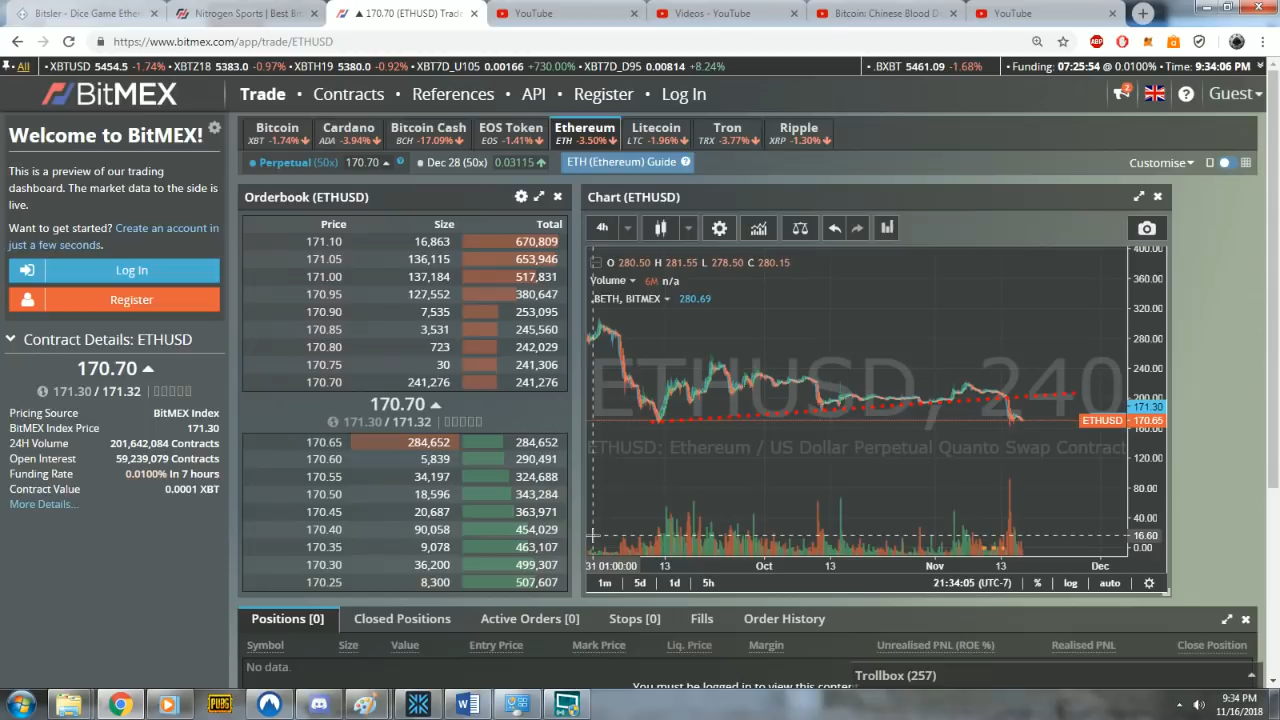 Bitsler - Dice Game Ether
Nitrogen Sports | Best Bit
▲ 170.70 (ETHUSD) Trade
YouTube
Videos - YouTube
Bitcoin: Chinese Blood D
YouTube
https://www.bitmex.com/app/trade/ETHUSD
All XBTUSD 5454.5 -1.74% XBTZ18 5383.0 -0.97% XBTH19 5380.0 -0.92% XBT7D_U105 0.00166 +730.00% XBT7D_D95 0.00814 +8.24% .BXBT 5461.09 -1.68% Funding: 07:25:54 @ 0.0100% Time: 9:34:06 PM
BitMEX Trade Contracts References API Register Log In 2 Guest
Welcome to BitMEX!
This is a preview of our trading
dashboard. The market data to the side is
live.
Want to get started? Create an account in
just a few seconds.
Log In
Register
Contract Details: ETHUSD
170.70
171.30 / 171.32
Pricing Source BitMEX Index
BitMEX Index Price 171.30
24H Volume 201,642,084 Contracts
Open Interest 59,239,079 Contracts
Funding Rate 0.0100% In 7 hours
Contract Value 0.0001 XBT
More Details...
Bitcoin Cardano Bitcoin Cash EOS Token Ethereum Litecoin Tron Ripple
XBT -1.74% ADA -3.94% BCH -17.09% EOS -1.41% ETH -3.50% LTC -1.96% TRX -3.77% XRP -1.30%
Perpetual (50x) 170.70 Dec 28 (50x) 0.03115 ETH (Ethereum) Guide Customise
Orderbook (ETHUSD)
Price Size Total
171.10 16,863 670,809
171.05 136,115 653,946
171.00 137,184 517,831
170.95 127,552 380,647
170.90 7,535 253,095
170.85 3,531 245,560
170.80 723 242,029
170.75 30 241,306
170.70 241,276 241,276
170.70
171.30 / 171.32
170.65 284,652 284,652
170.60 5,839 290,491
170.55 34,197 324,688
170.50 18,596 343,284
170.45 20,687 363,971
170.40 90,058 454,029
170.35 9,078 463,107
170.30 36,200 499,307
170.25 8,300 507,607
Chart (ETHUSD)
4h
O 280.50 H 281.55 L 278.50 C 280.15
Volume 6M n/a
.BETH, BITMEX 280.69
ETHUSD, 240
ETHUSD: Ethereum / US Dollar Perpetual Quanto Swap Contract
400.00
360.00
320.00
280.00
240.00
200.00
171.30
ETHUSD 170.65
160.00
120.00
80.00
40.00
16.60
0.00
31 01:00:00 13 Oct 13 Nov 13 Dec
1m 5d 1d 5h 21:34:05 (UTC-7) % log auto
Positions [0] Closed Positions Active Orders [0] Stops [0] Fills Order History
Symbol Size Value Entry Price Mark Price Liq. Price Margin Unrealised PNL (ROE %) Realised PNL Close Position
No data.
Trollbox (257)
You must be logged in to view this conten
9:34 PM
11/16/2018